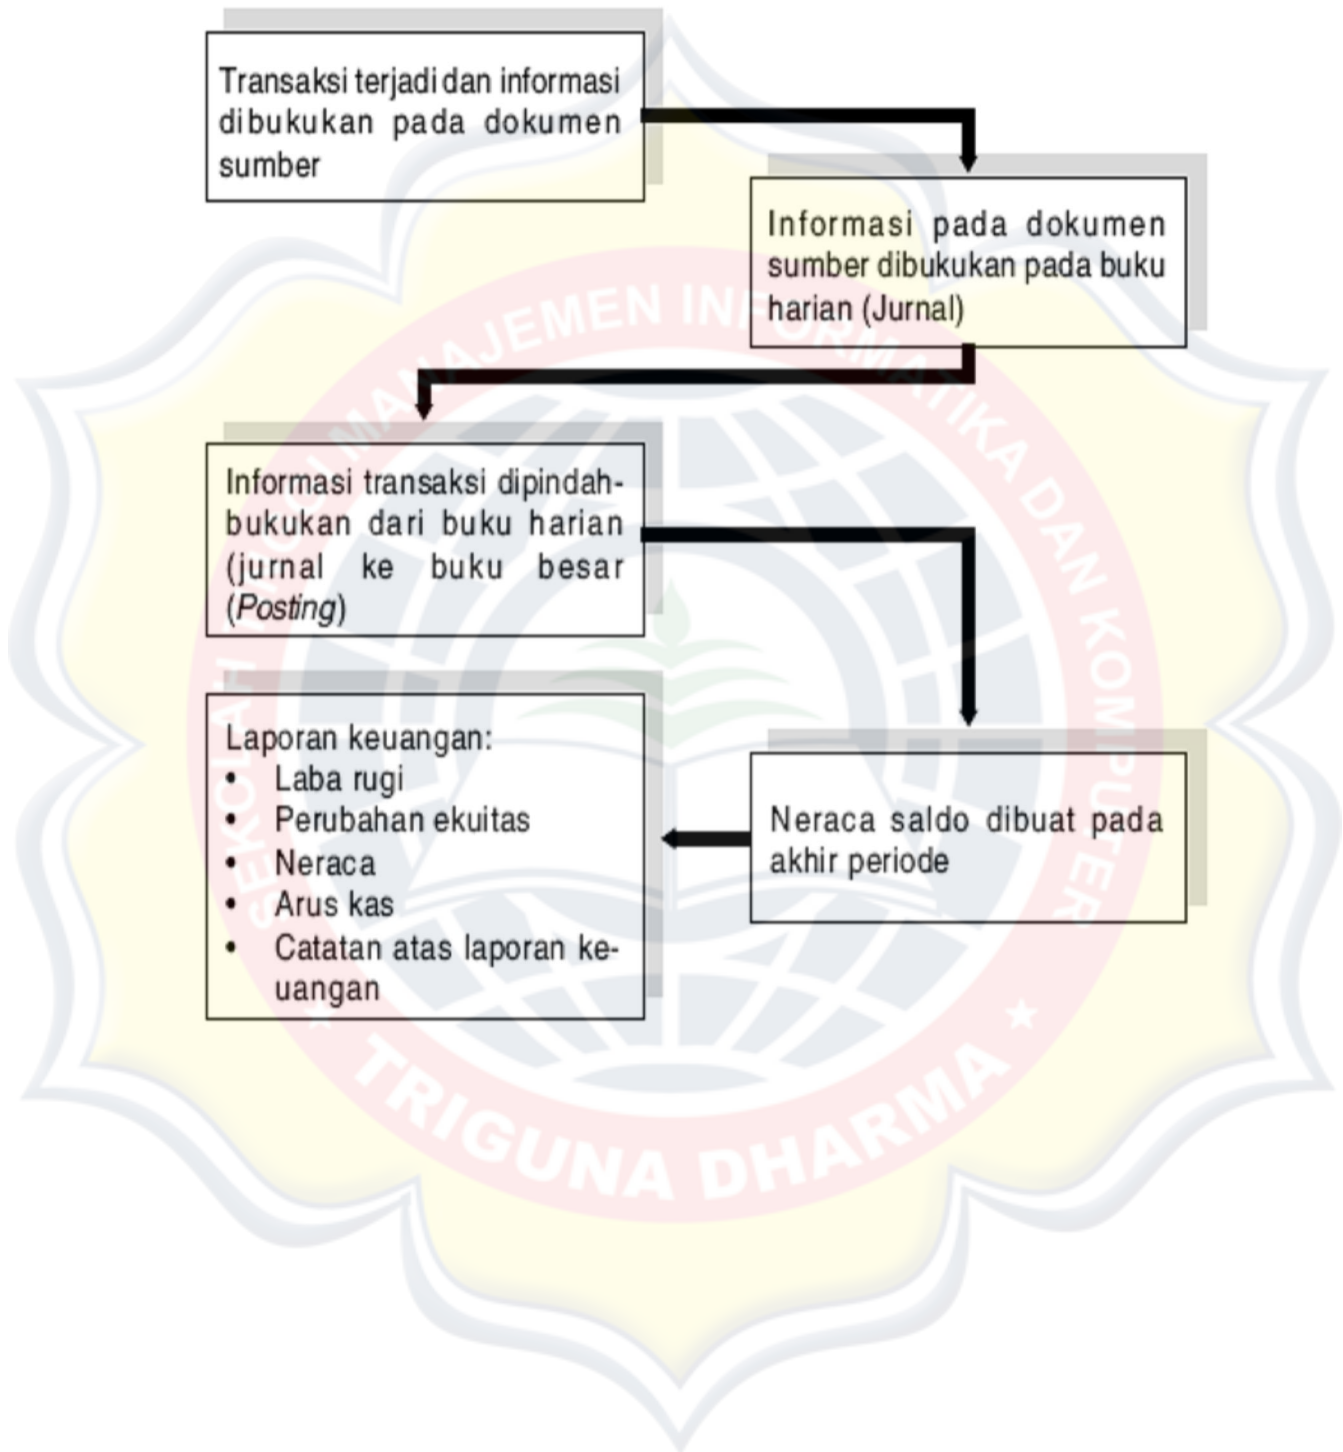 Transaksi terjadi dan informasi
dibukukan pada dokumen
sumber
Informasi pada dokumen
sumber dibukukan pada buku
harian (Jurnal)
Informasi transaksi dipindah-
bukukan dari buku harian
(jurnal ke buku besar
(Posting)
Neraca saldo dibuat pada
akhir periode
Laporan keuangan:
• Laba rugi
• Perubahan ekuitas
• Neraca
• Arus kas
• Catatan atas laporan ke-
uangan
SEKOLAH TINGGI MANAJEMEN INFORMATIKA DAN KOMPUTER
TRIGUNA DHARMA